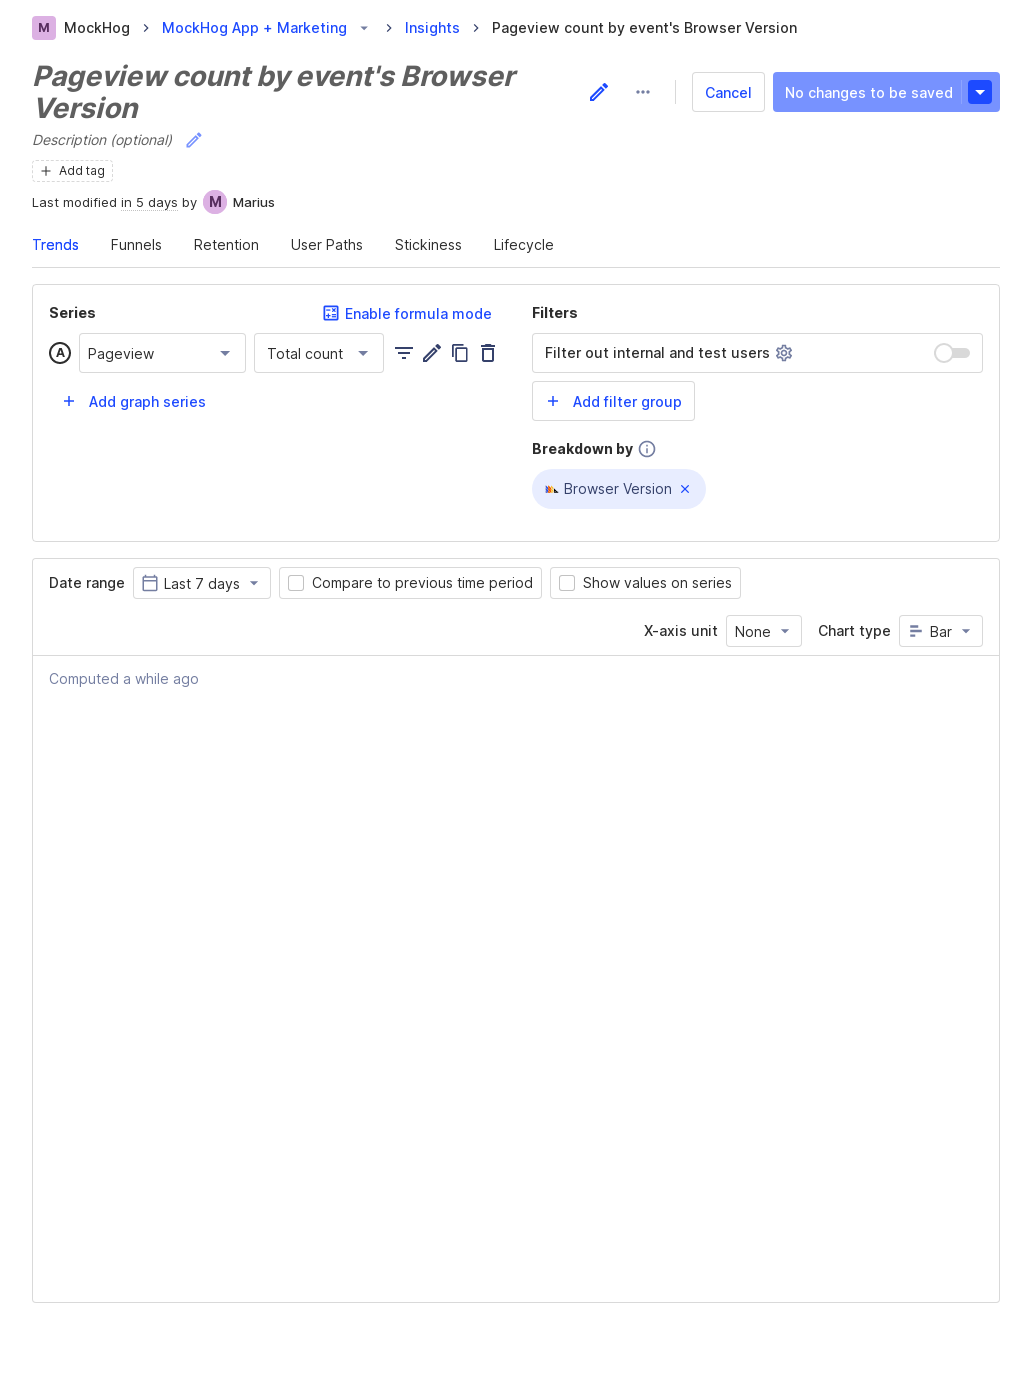 M MockHog MockHog App + Marketing Insights Pageview count by event's Browser Version
Pageview count by event's Browser
Version
Cancel
No changes to be saved
Description (optional)
Add tag
Last modified in 5 days by M Marius
Trends Funnels Retention User Paths Stickiness Lifecycle
Series
Enable formula mode
A Pageview Total count
Add graph series
Filters
Filter out internal and test users
Add filter group
Breakdown by
Browser Version
Date range Last 7 days Compare to previous time period Show values on series
X-axis unit None Chart type Bar
Computed a while ago